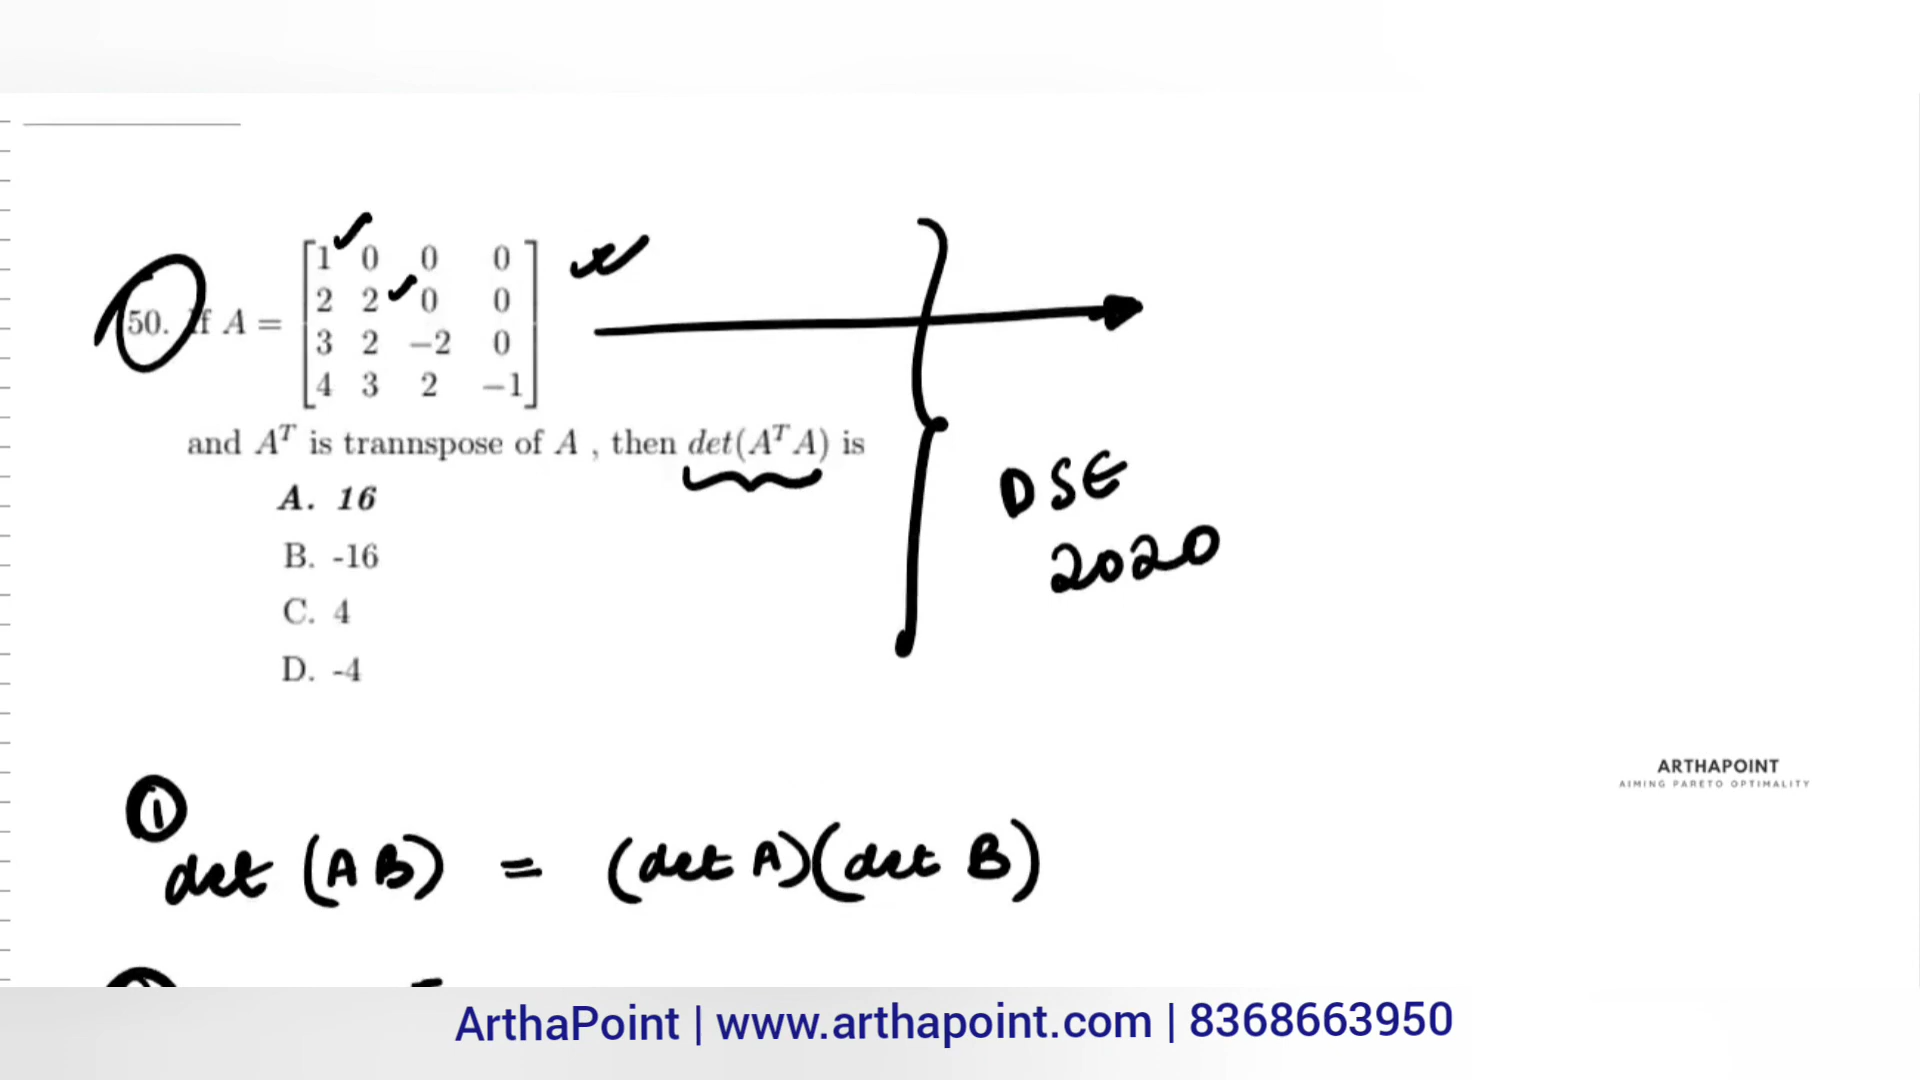 50. If A = [1 0 0 0
2 2 0 0
3 2 −2 0
4 3 2 −1]
and Aᵀ is trannspose of A , then det(AᵀA) is
A. 16
B. -16
C. 4
D. -4
DSE
2020
ARTHAPOINT
AIMING PARETO OPTIMALITY
①
det (AB) = (det A)(det B)
ArthaPoint | www.arthapoint.com | 8368663950